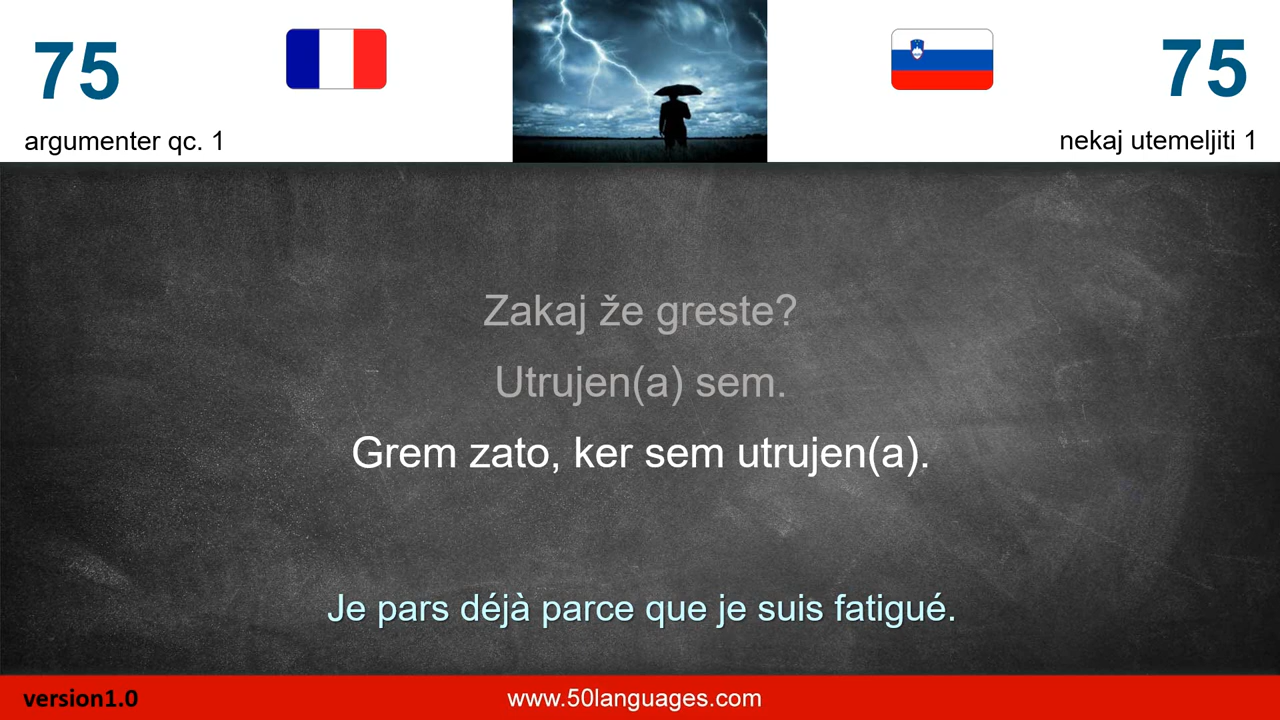 75
75
argumenter qc. 1
nekaj utemeljiti 1
Zakaj že greste?
Utrujen(a) sem.
Grem zato, ker sem utrujen(a).
Je pars déjà parce que je suis fatigué.
version1.0
www.50languages.com